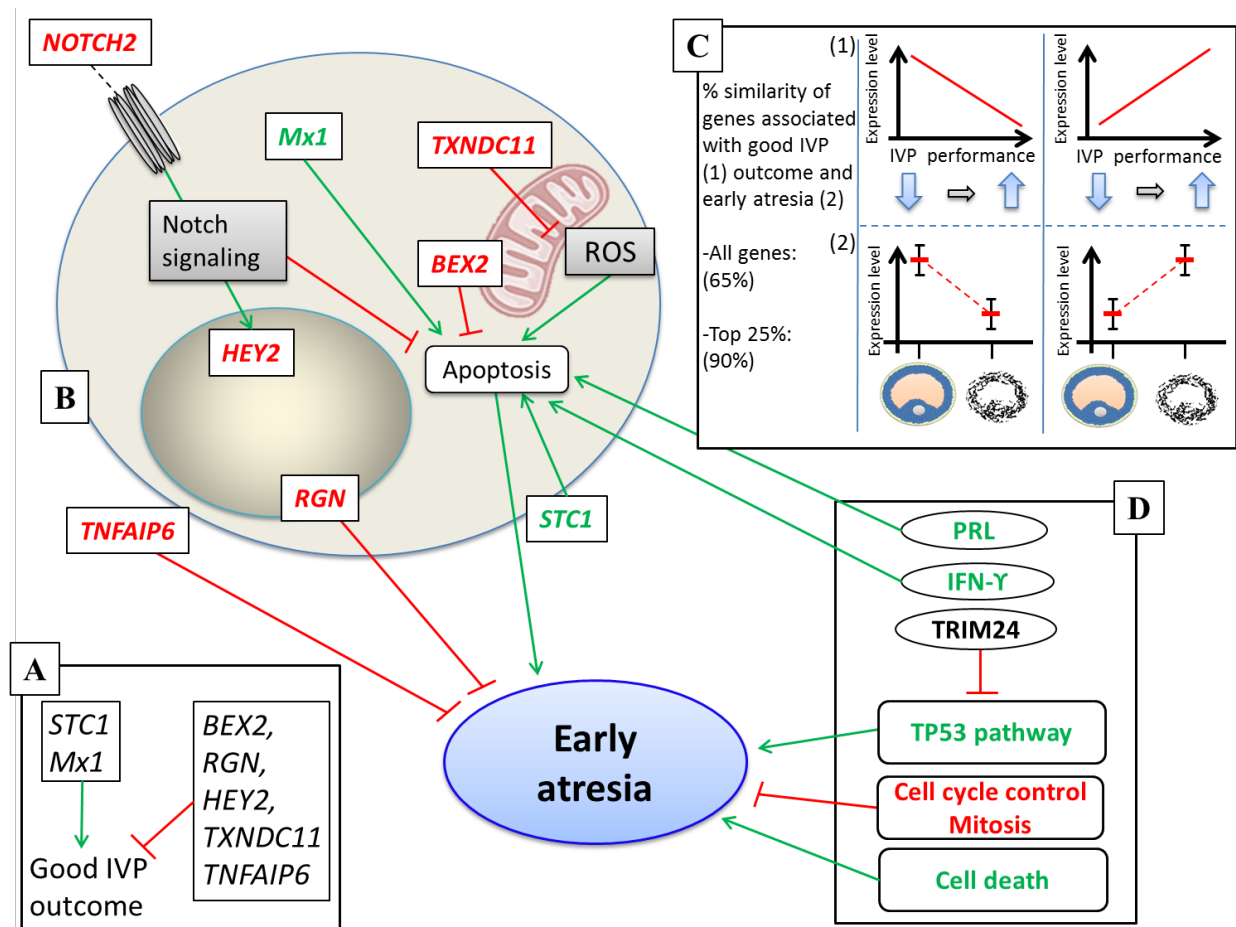 NOTCH2
Mx1
TXNDC11
Notch
signaling
BEX2
ROS
HEY2
Apoptosis
B
RGN
STC1
TNFAIP6
C
% similarity of
genes associated
with good IVP
(1) outcome and
early atresia (2)
-All genes:
(65%)
-Top 25%:
(90%)
(1)
Expression level
IVP performance
Expression level
IVP performance
(2)
Expression level
Expression level
D
PRL
IFN-ϒ
TRIM24
TP53 pathway
Cell cycle control
Mitosis
Cell death
Early
atresia
A
STC1
Mx1
BEX2,
RGN,
HEY2,
TXNDC11
TNFAIP6
Good IVP
outcome